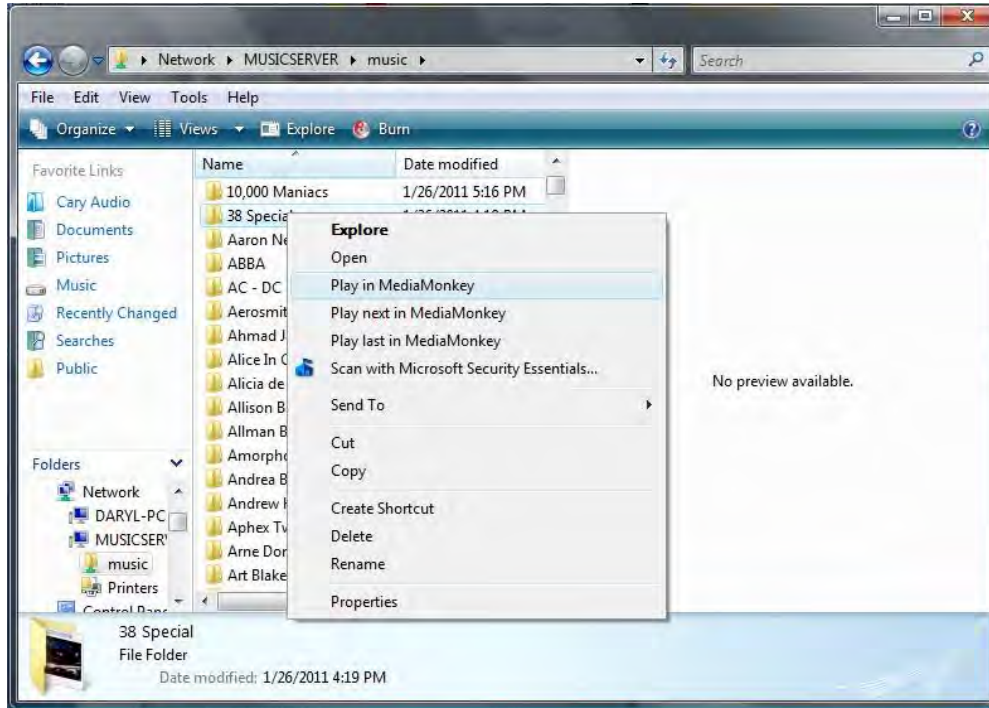 Network ▸ MUSICSERVER ▸ music ▸
Search
File Edit View Tools Help
Organize Views Explore Burn
Favorite Links
Cary Audio
Documents
Pictures
Music
Recently Changed
Searches
Public
Folders
Network
DARYL-PC
MUSICSER
music
Printers
Control Pane
Name Date modified
10,000 Maniacs 1/26/2011 5:16 PM
38 Specia
Aaron Ne
ABBA
AC - DC
Aerosmit
Ahmad J
Alice In C
Alicia de
Allison B
Allman B
Amorpho
Andrea B
Andrew
Aphex Tw
Arne Dor
Art Blake
Explore
Open
Play in MediaMonkey
Play next in MediaMonkey
Play last in MediaMonkey
Scan with Microsoft Security Essentials...
Send To
Cut
Copy
Create Shortcut
Delete
Rename
Properties
No preview available.
38 Special
File Folder
Date modified: 1/26/2011 4:19 PM